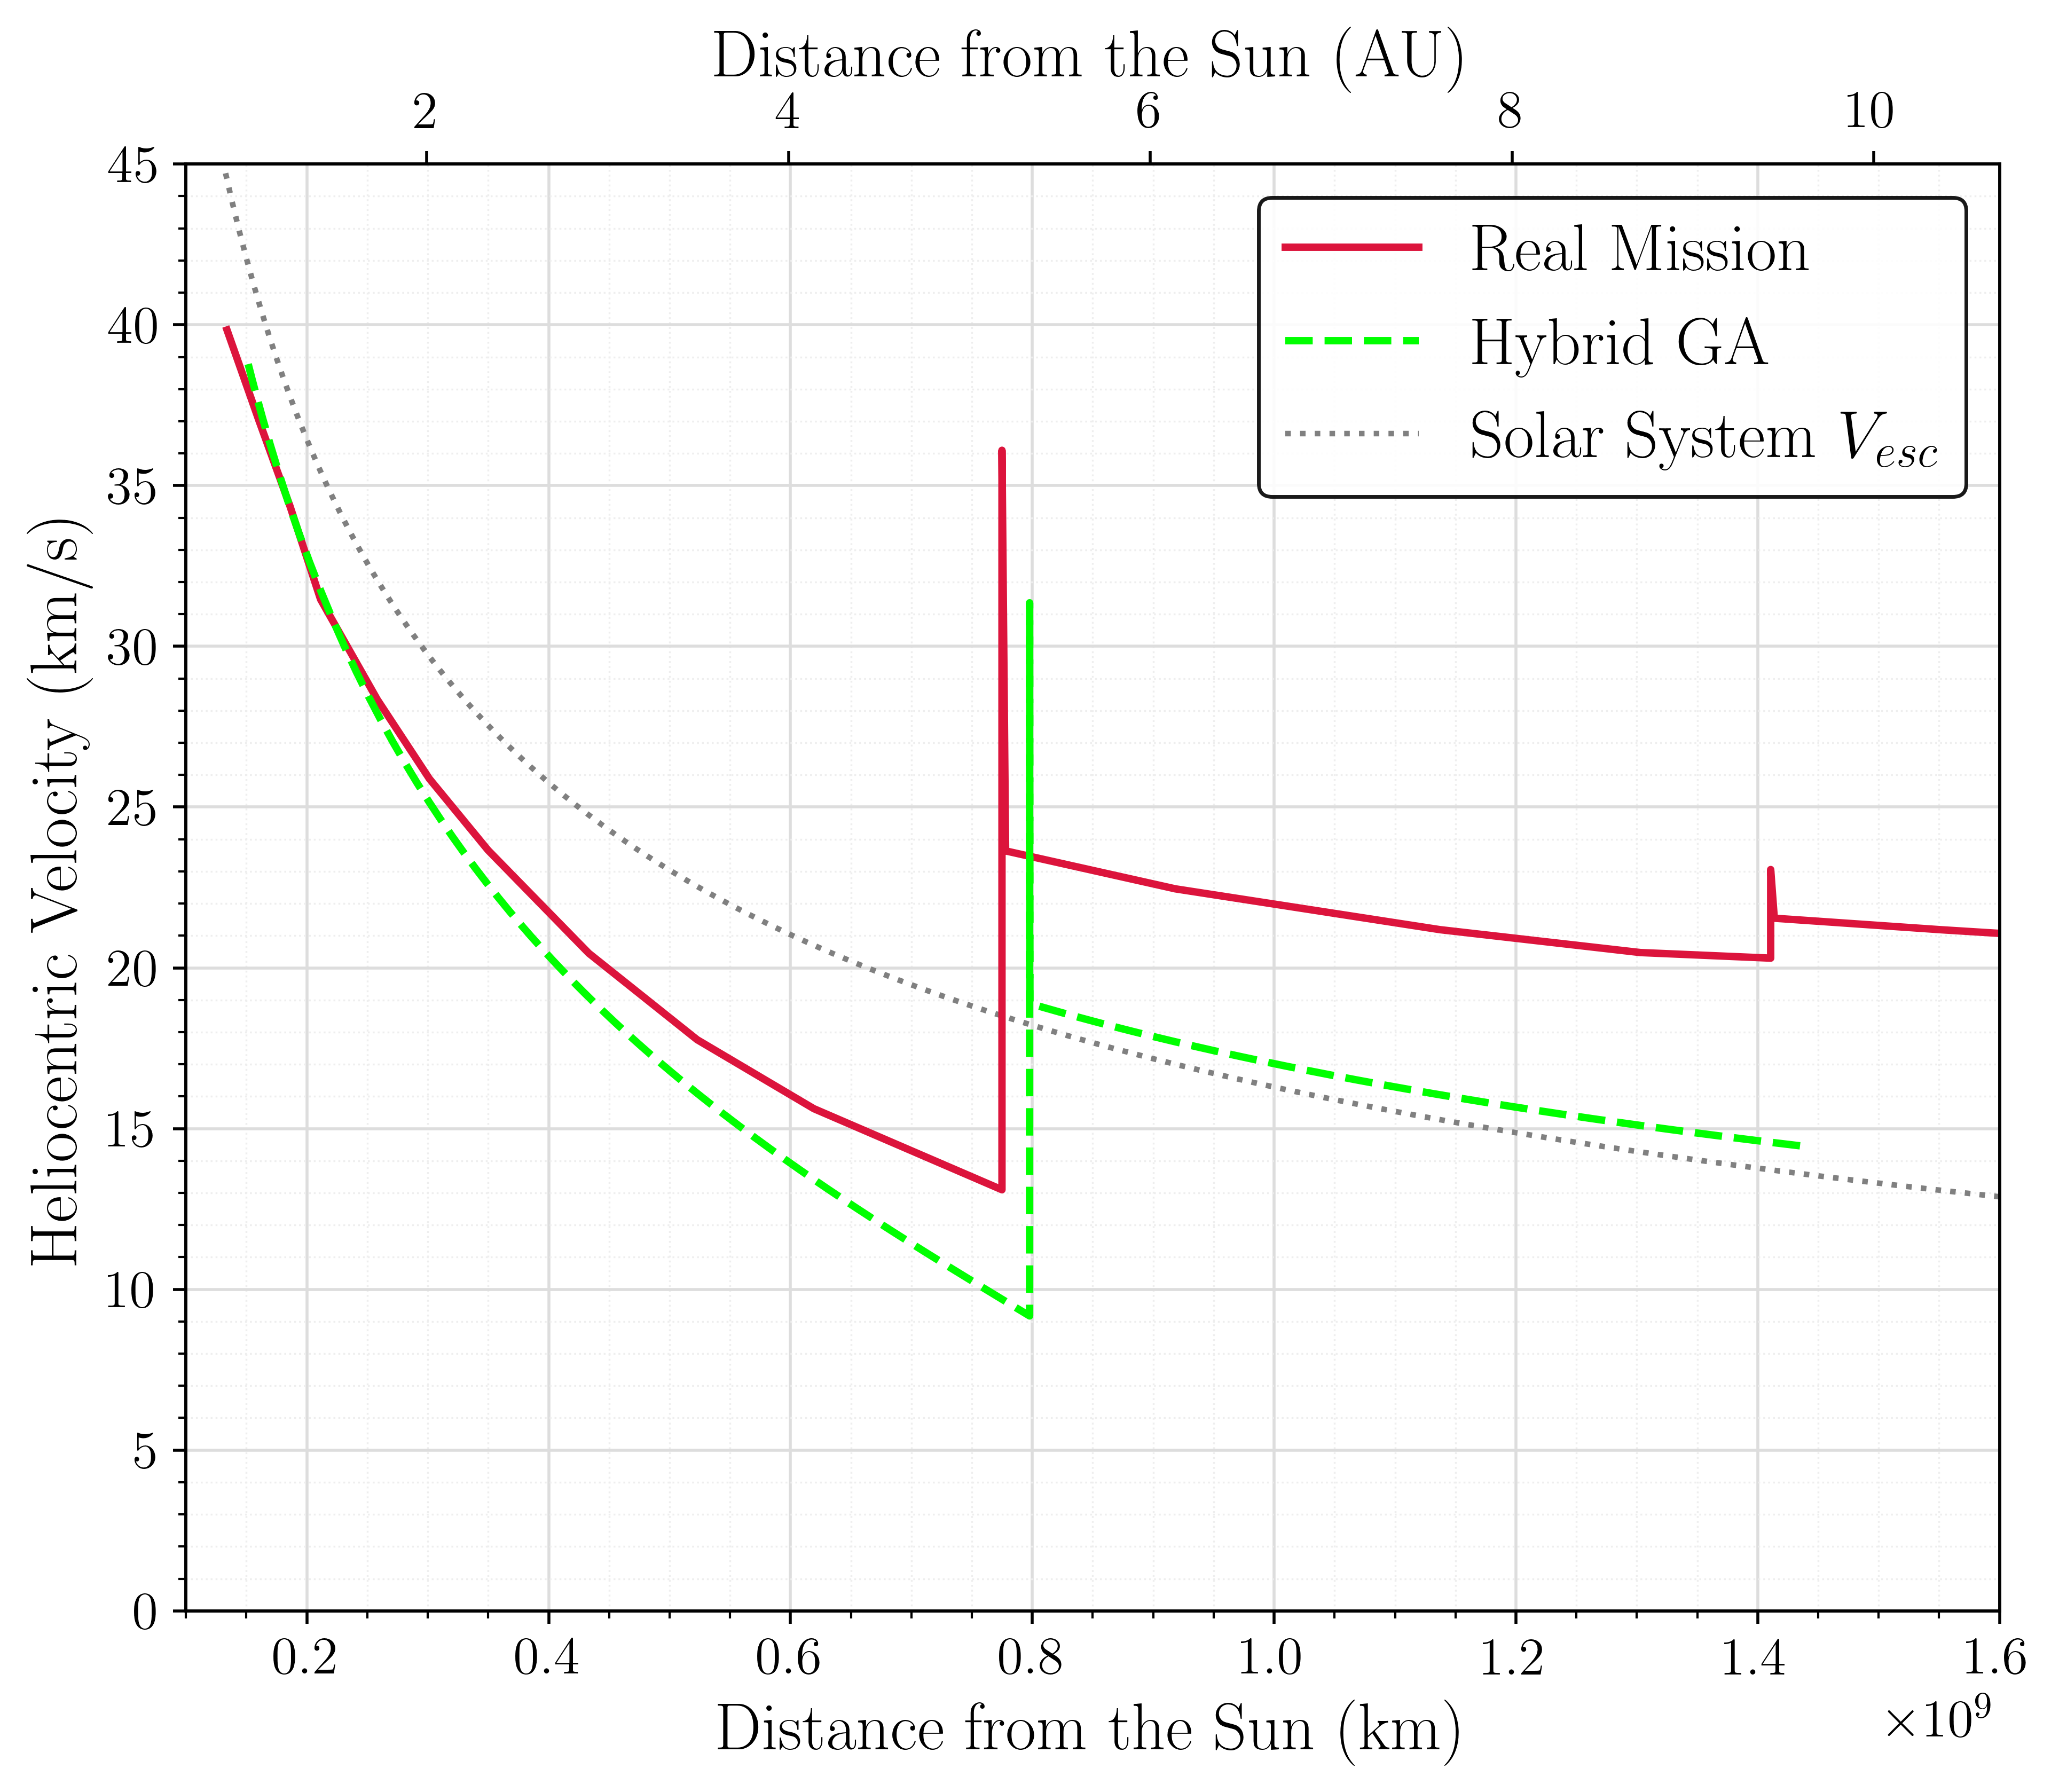 Distance from the Sun (AU)
2 4 6 8 10
45
40
35
30
25
20
15
10
5
0
Heliocentric Velocity (km/s)
Real Mission
Hybrid GA
Solar System V_esc
0.2 0.4 0.6 0.8 1.0 1.2 1.4 1.6
Distance from the Sun (km)
×10⁹